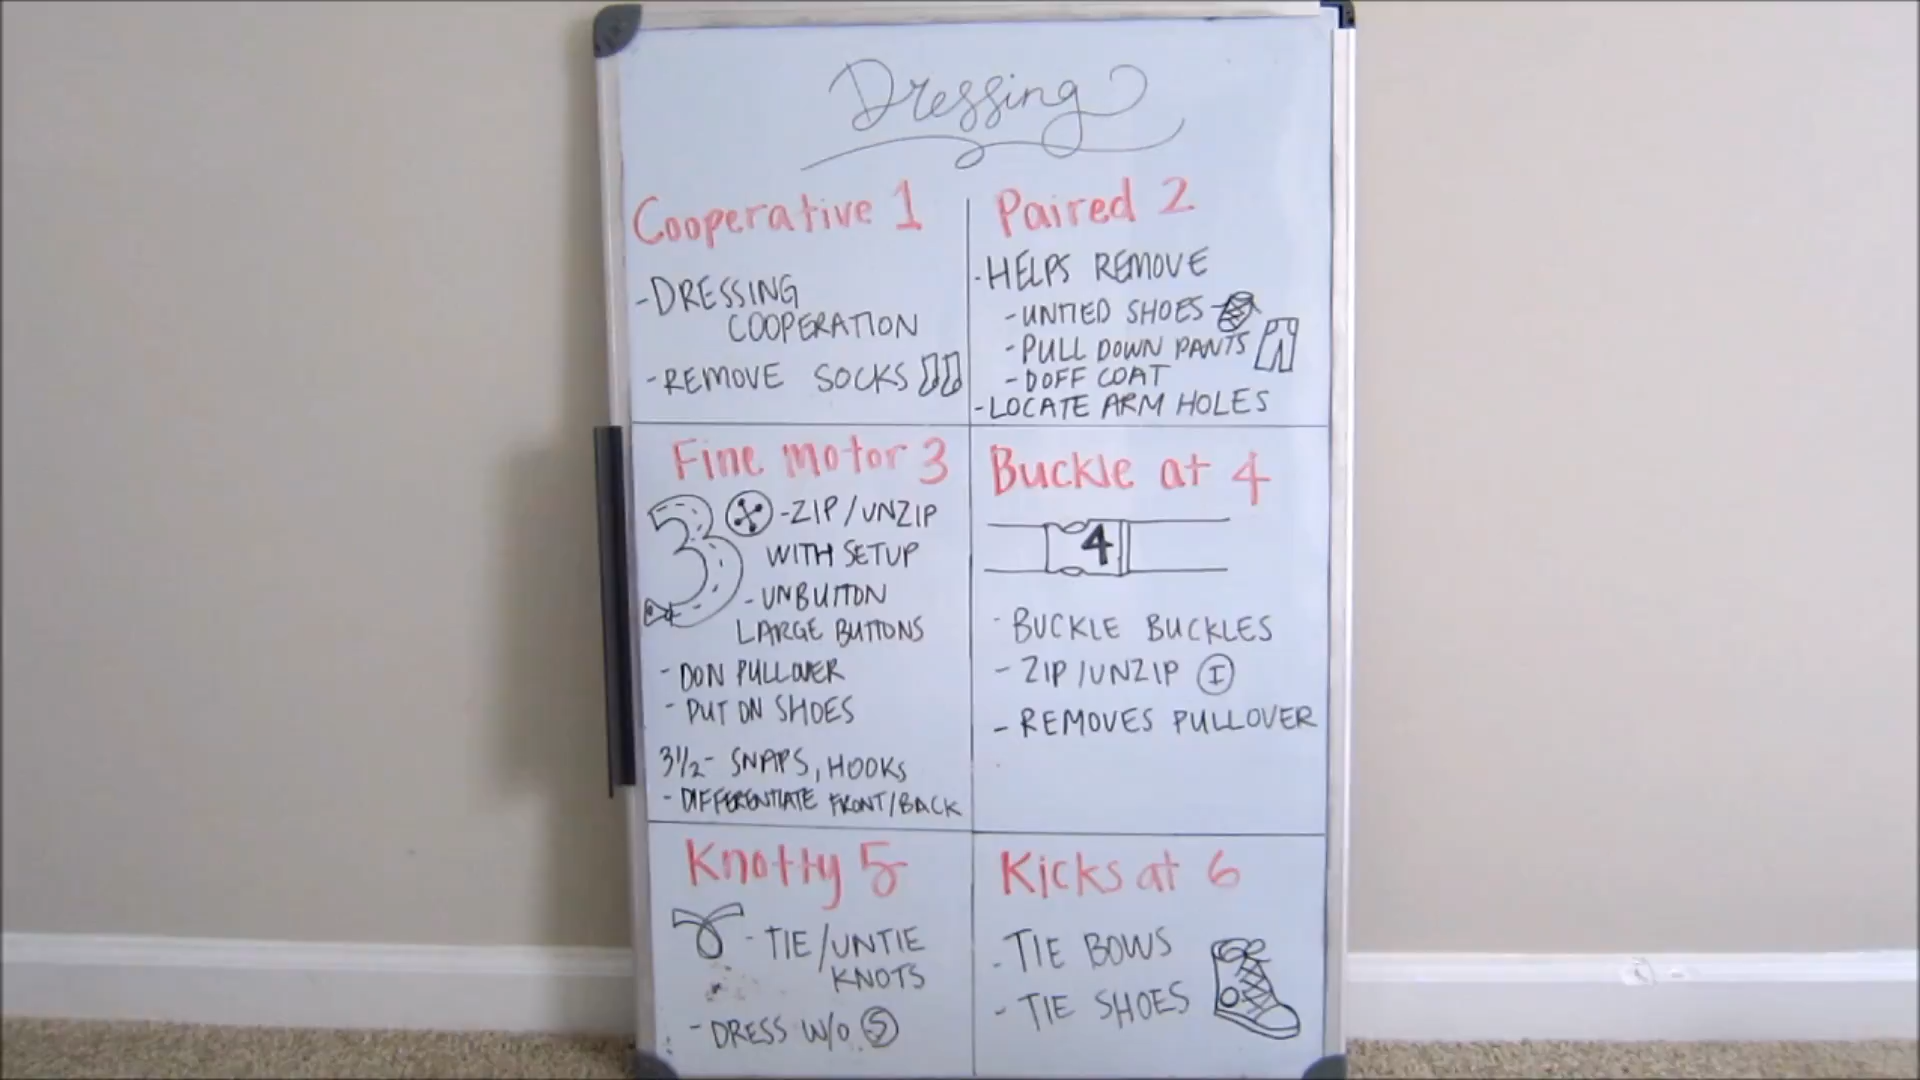 Dressing
Cooperative 1
-DRESSING
COOPERATION
-REMOVE SOCKS
Paired 2
-HELPS REMOVE
-UNTIED SHOES
-PULL DOWN PANTS
-DOFF COAT
-LOCATE ARM HOLES
Fine motor 3
3
-ZIP/UNZIP
WITH SETUP
-UNBUTTON
LARGE BUTTONS
-DON PULLOVER
-PUT ON SHOES
3½- SNAPS, HOOKS
-DIFFERENTIATE FRONT/BACK
Buckle at 4
4
-BUCKLE BUCKLES
-ZIP/UNZIP I
-REMOVES PULLOVER
Knotty 5
-TIE/UNTIE
KNOTS
-DRESS W/O S
Kicks at 6
-TIE BOWS
-TIE SHOES